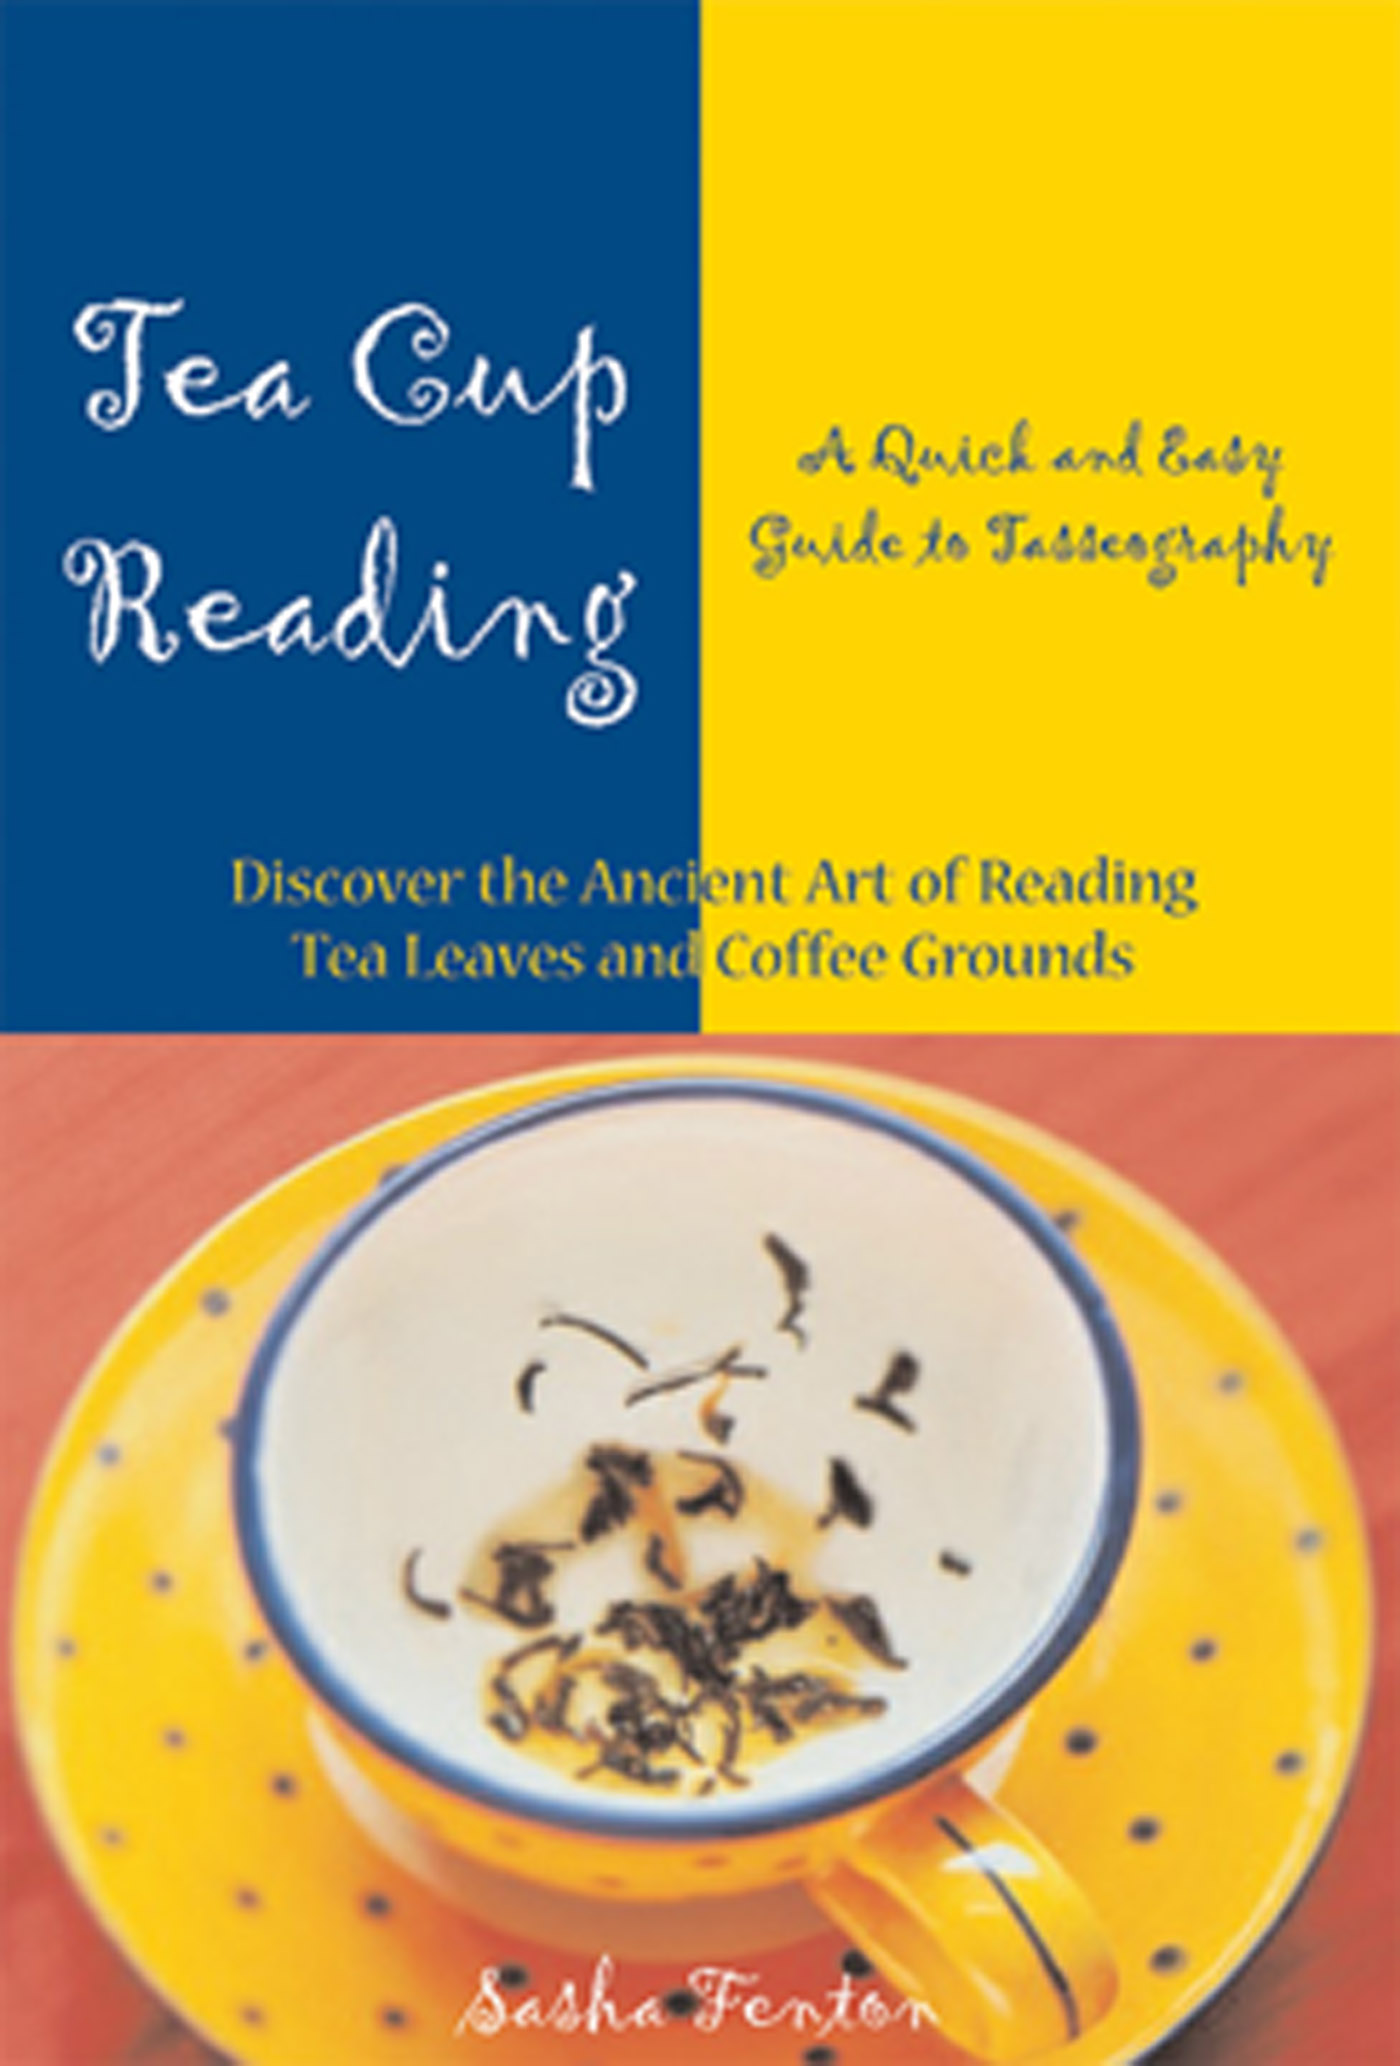 Tea Cup
Reading
A Quick and Easy
Guide to Tasseography
Discover the Ancient Art of Reading
Tea Leaves and Coffee Grounds
Sasha Fenton